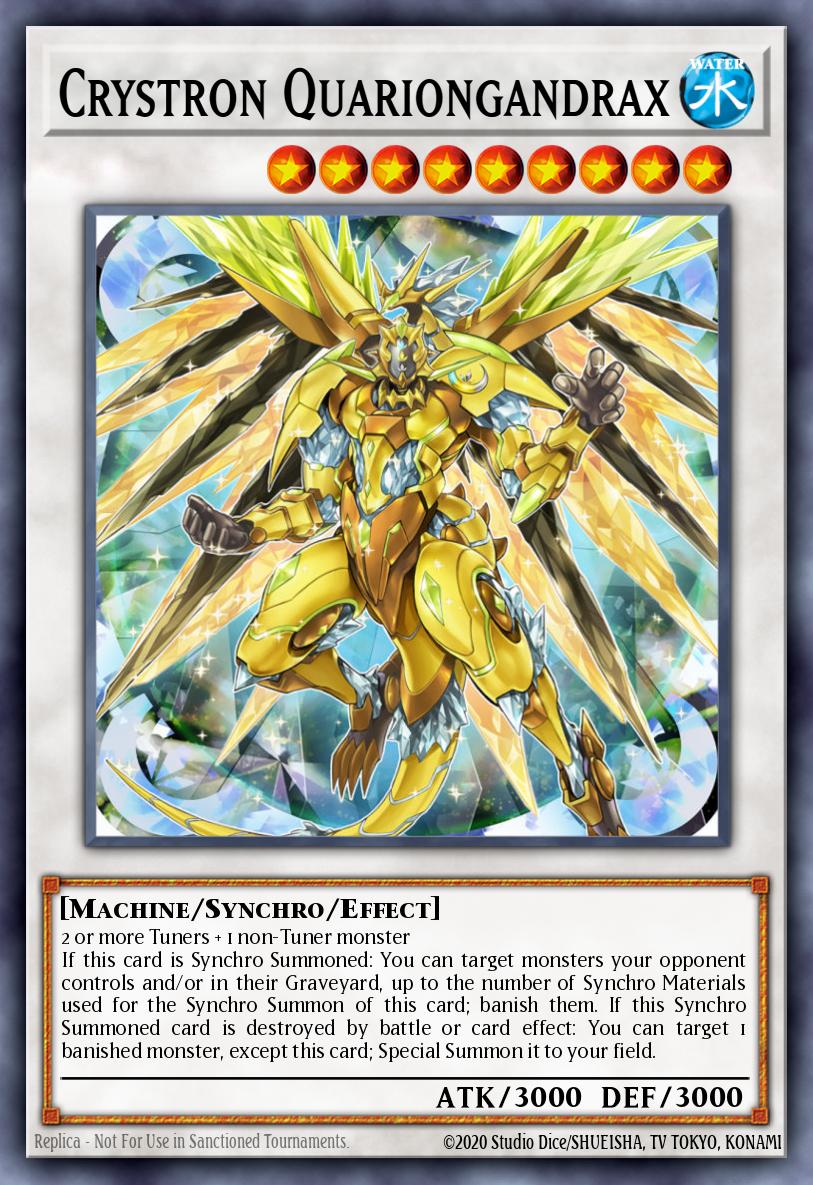 CRYSTRON QUARIONGANDRAX
WATER
水
[MACHINE/SYNCHRO/EFFECT]
2 or more Tuners + 1 non-Tuner monster
If this card is Synchro Summoned: You can target monsters your opponent
controls and/or in their Graveyard, up to the number of Synchro Materials
used for the Synchro Summon of this card; banish them. If this Synchro
Summoned card is destroyed by battle or card effect: You can target 1
banished monster, except this card; Special Summon it to your field.
ATK/3000 DEF/3000
Replica - Not For Use in Sanctioned Tournaments.
©2020 Studio Dice/SHUEISHA, TV TOKYO, KONAMI